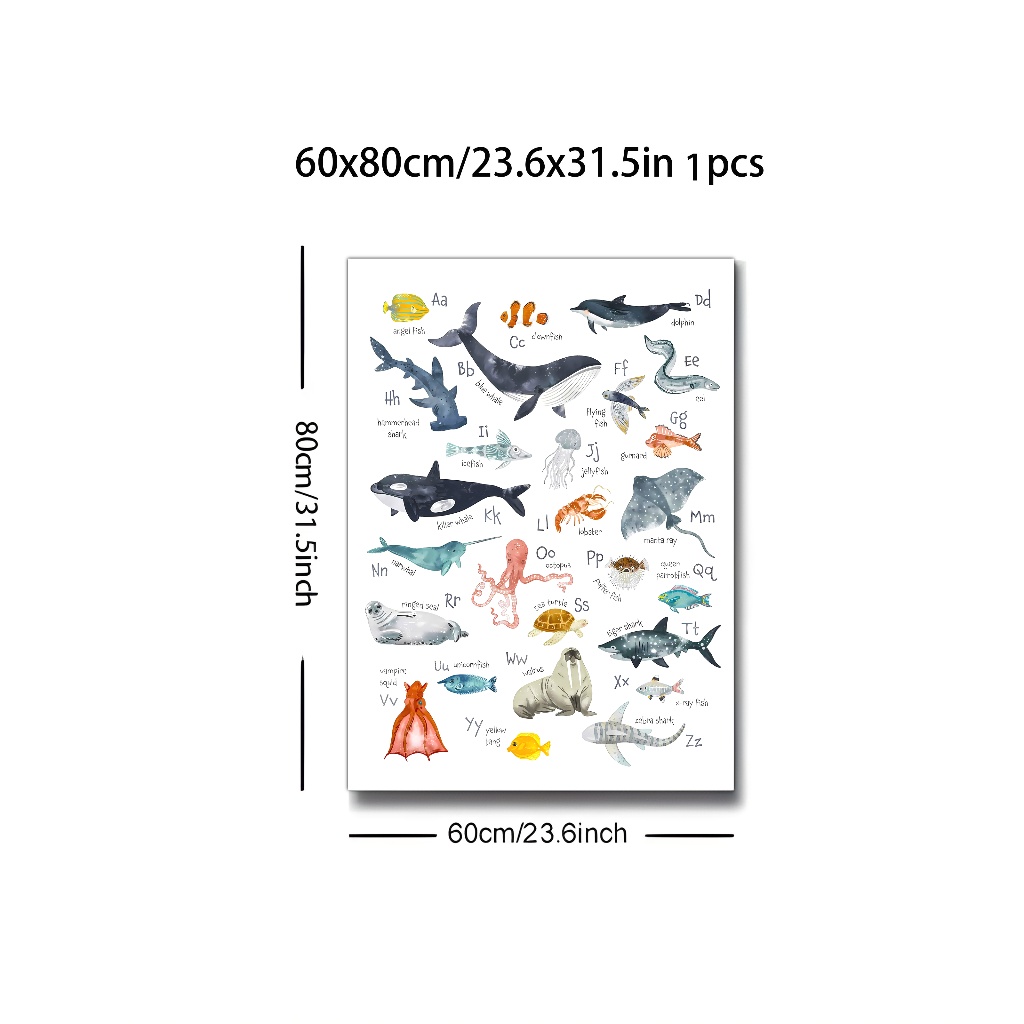 60x80cm/23.6x31.5in 1pcs
80cm/31.5inch
Aa
angel fish
Cc
clownfish
Dd
dolphin
Bb
blue whale
Ee
eel
Ff
flying
fish
Hh
hammerhead
shark
Gg
gurnard
Ii
icefish
Jj
jellyfish
killer whale
Kk
Ll
lobster
Mm
manta ray
Nn
narwhal
Oo
octopus
Pp
puffer fish
queen
parrotfish
Qq
ringed seal
Rr
sea turtle
Ss
tiger shark
Tt
Uu
unicornfish
vampire
squid
Vv
Ww
walrus
Xx
x-ray fish
Yy
yellow
tang
zebra shark
Zz
60cm/23.6inch